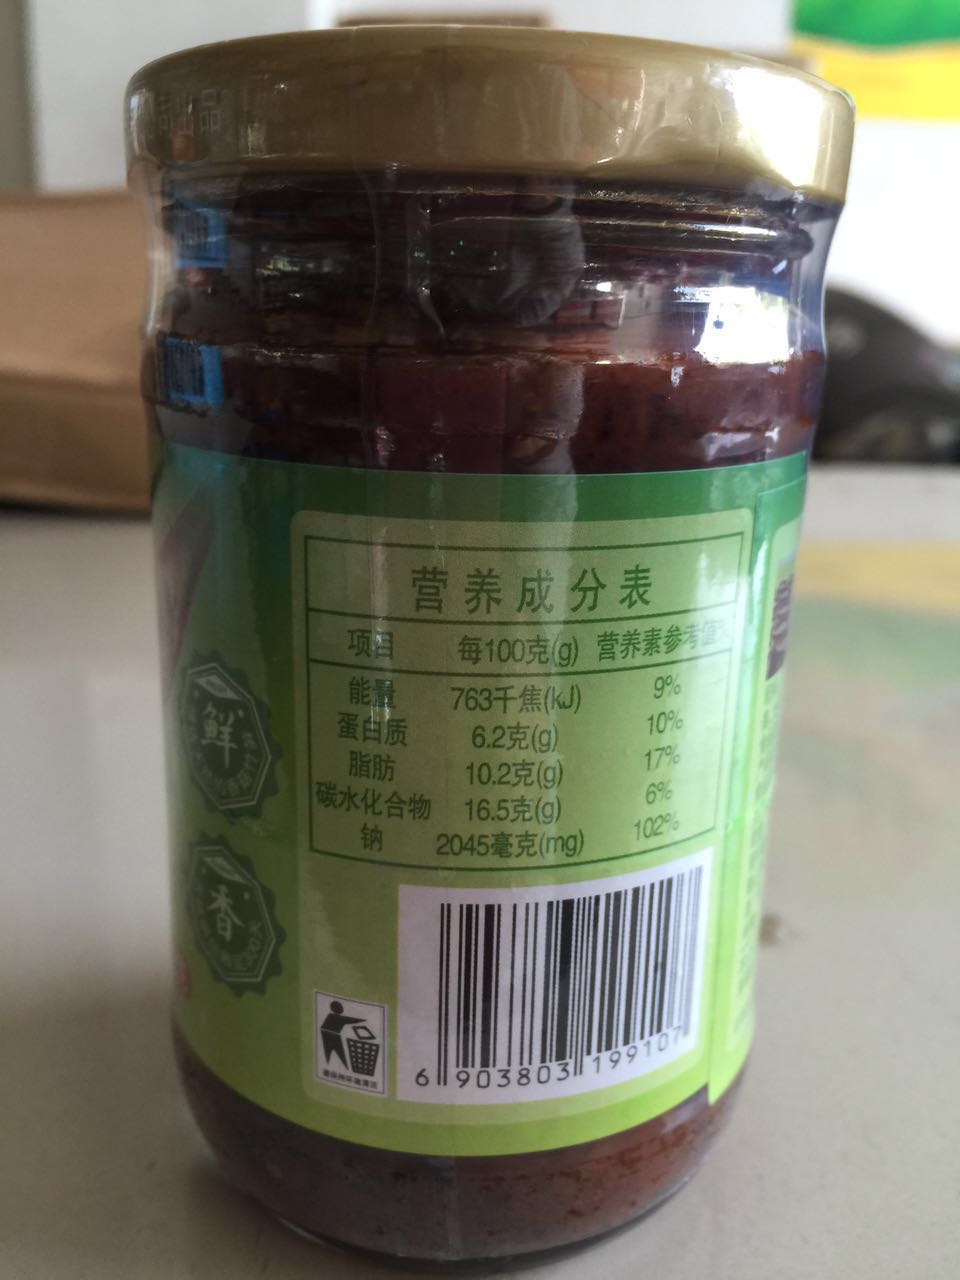 司出品
营养成分表
项目 每100克(g) 营养素参考值%
能量 763千焦(kJ) 9%
蛋白质 6.2克(g) 10%
脂肪 10.2克(g) 17%
碳水化合物 16.5克(g) 6%
钠 2045毫克(mg) 102%
鲜
香
6 903803 199107